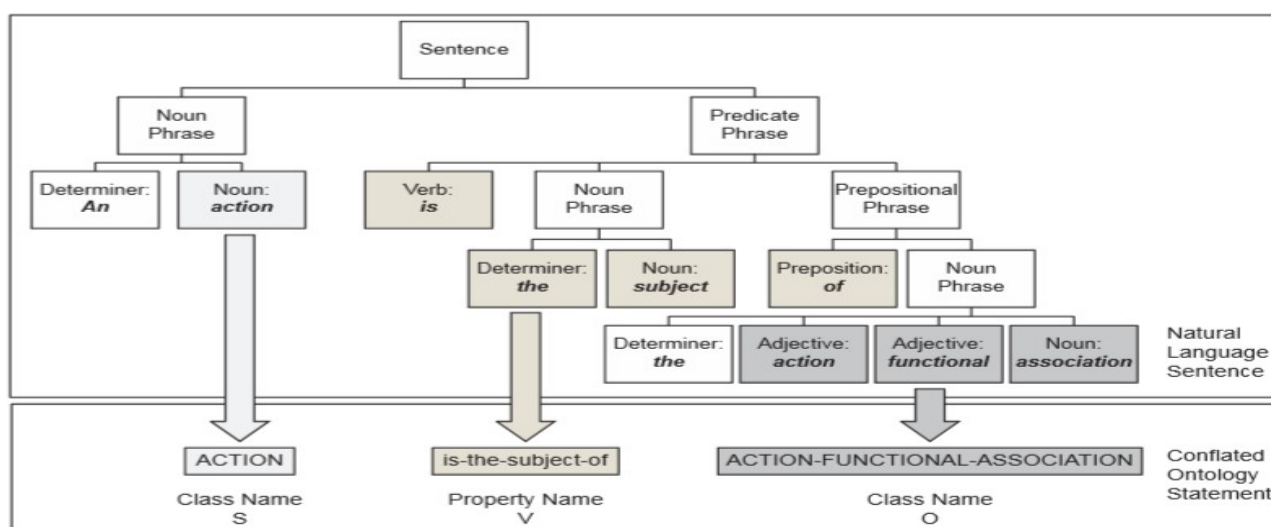 Sentence
Noun
Phrase
Predicate
Phrase
Determiner:
An
Noun:
action
Verb:
is
Noun
Phrase
Prepositional
Phrase
Determiner:
the
Noun:
subject
Preposition:
of
Noun
Phrase
Determiner:
the
Adjective:
action
Adjective:
functional
Noun:
association
Natural
Language
Sentence
ACTION
is-the-subject-of
ACTION-FUNCTIONAL-ASSOCIATION
Conflated
Ontology
Statement
Class Name
S
Property Name
V
Class Name
O